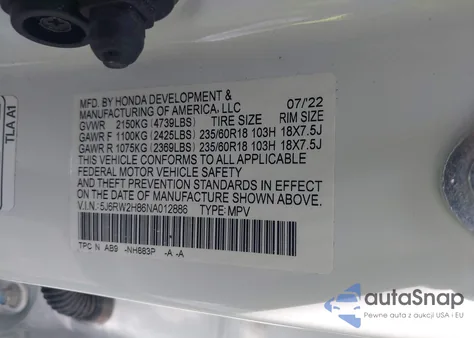 TLA A1
MFD. BY HONDA DEVELOPMENT & 07/'22
MANUFACTURING OF AMERICA, LLC
GVWR 2150KG (4739LBS) TIRE SIZE RIM SIZE
GAWR F 1100KG (2425LBS) 235/60R18 103H 18X7.5J
GAWR R 1075KG (2369LBS) 235/60R18 103H 18X7.5J
THIS VEHICLE CONFORMS TO ALL APPLICABLE
FEDERAL MOTOR VEHICLE SAFETY
AND THEFT PREVENTION STANDARDS IN EFFECT
ON THE DATE OF MANUFACTURE SHOWN ABOVE.
V.I.N.: 5J6RW2H86NA012886 TYPE: MPV
TPC N AB9 -NH883P -A -A
autoSnap
Pewne auta z aukcji USA i EU